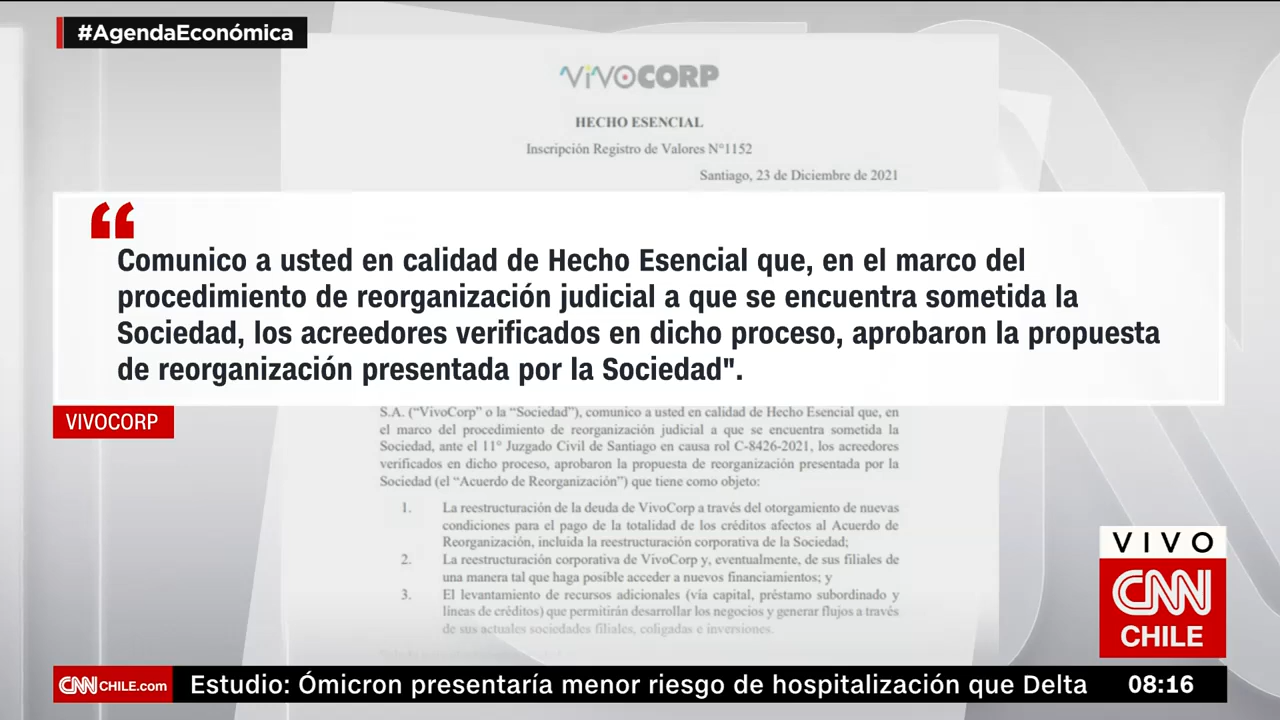 #AgendaEconómica
VIVOCORP
HECHO ESENCIAL
Inscripción Registro de Valores N°1152
Santiago, 23 de Diciembre de 2021
“
Comunico a usted en calidad de Hecho Esencial que, en el marco del
procedimiento de reorganización judicial a que se encuentra sometida la
Sociedad, los acreedores verificados en dicho proceso, aprobaron la propuesta
de reorganización presentada por la Sociedad".
VIVOCORP
S.A. (“VivoCorp” o la “Sociedad”), comunico a usted en calidad de Hecho Esencial que, en
el marco del procedimiento de reorganización judicial a que se encuentra sometida la
Sociedad, ante el 11° Juzgado Civil de Santiago en causa rol C-8426-2021, los acreedores
verificados en dicho proceso, aprobaron la propuesta de reorganización presentada por la
Sociedad (el “Acuerdo de Reorganización”) que tiene como objeto:
1. La reestructuración de la deuda de VivoCorp a través del otorgamiento de nuevas
condiciones para el pago de la totalidad de los créditos afectos al Acuerdo de
Reorganización, incluida la reestructuración corporativa de la Sociedad;
2. La reestructuración corporativa de VivoCorp y, eventualmente, de sus filiales de
una manera tal que haga posible acceder a nuevos financiamientos; y
3. El levantamiento de recursos adicionales (vía capital, préstamo subordinado y
líneas de créditos) que permitirán desarrollar los negocios y generar flujos a través
de sus actuales sociedades filiales, coligadas e inversiones.
VIVO
CNN
CHILE
CNNCHILE.com Estudio: Ómicron presentaría menor riesgo de hospitalización que Delta 08:16